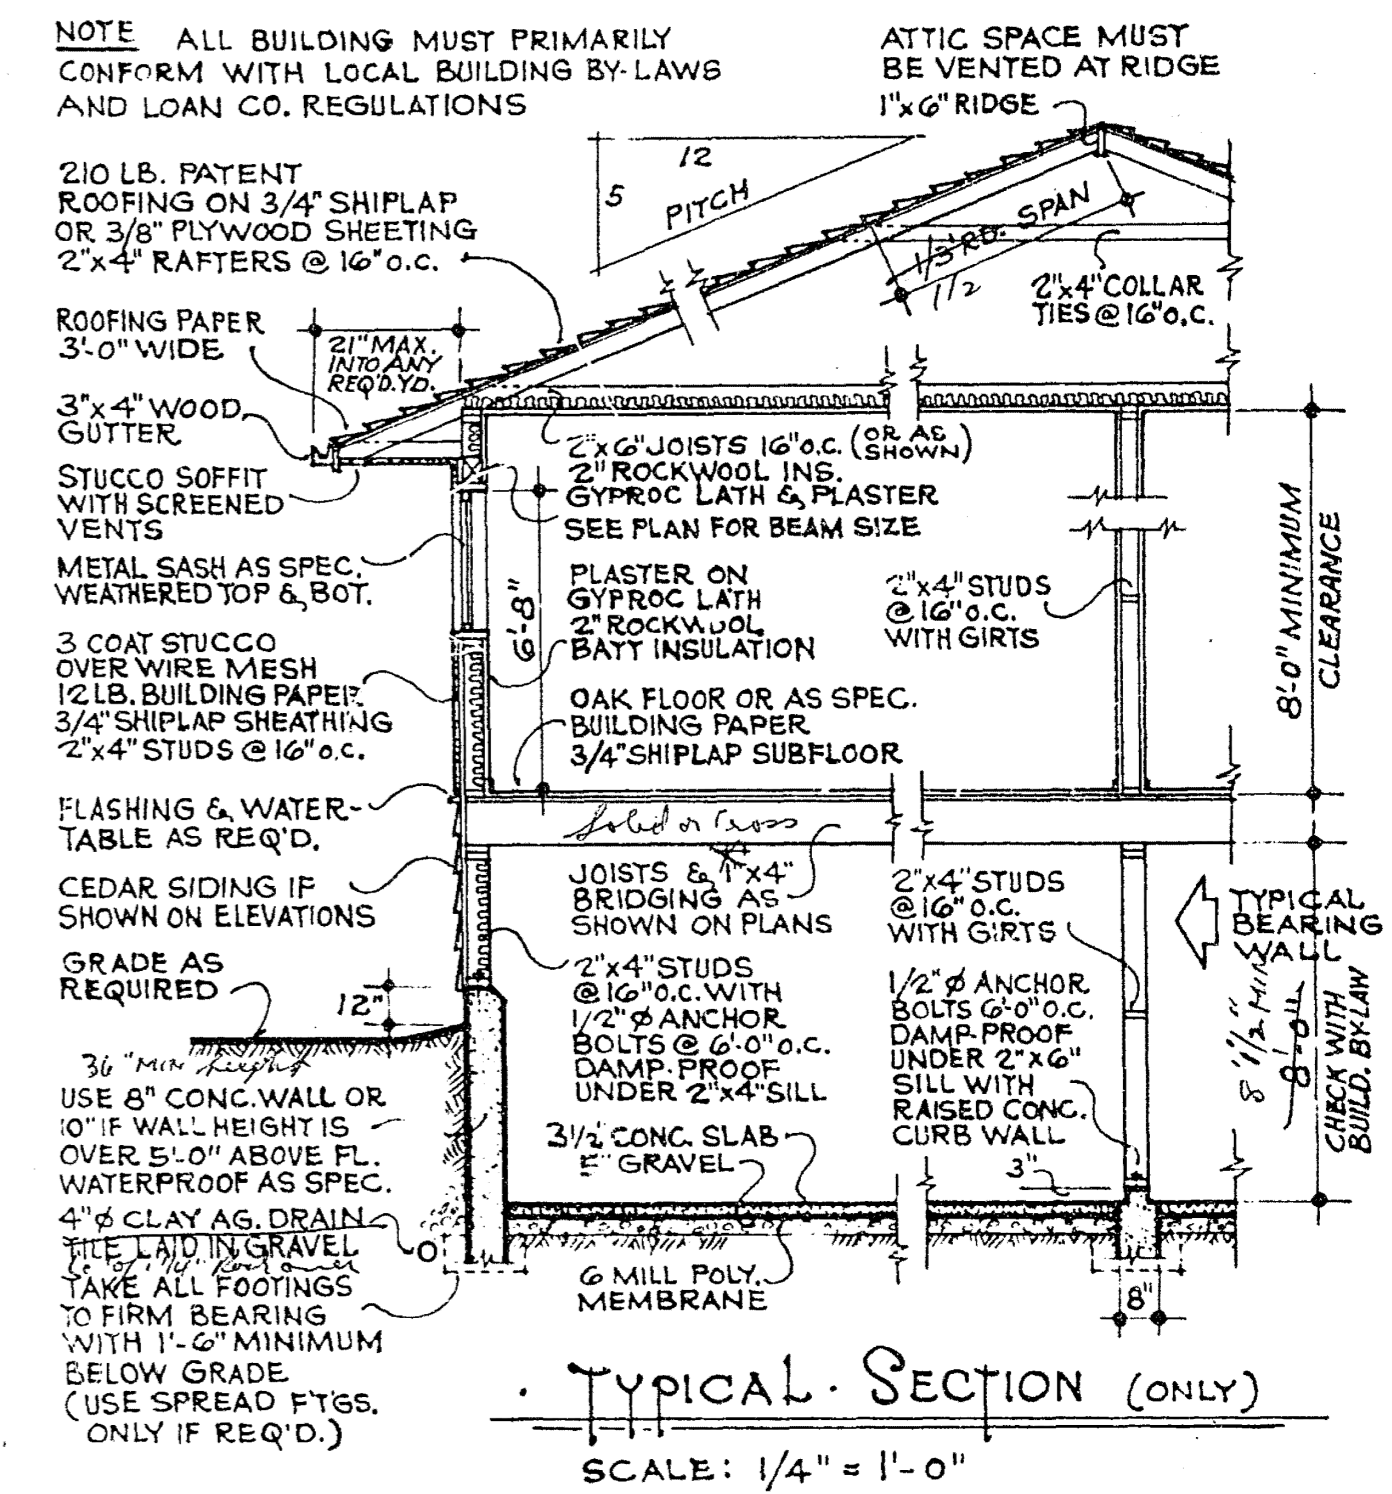 NOTE ALL BUILDING MUST PRIMARILY
CONFORM WITH LOCAL BUILDING BY-LAWS
AND LOAN CO. REGULATIONS
ATTIC SPACE MUST
BE VENTED AT RIDGE
1"x6" RIDGE
12
5
PITCH
1/3'RD. SPAN
1/2
2"x4" COLLAR
TIES @ 16" O.C.
210 LB. PATENT
ROOFING ON 3/4" SHIPLAP
OR 3/8" PLYWOOD SHEETING
2"x4" RAFTERS @ 16" O.C.
ROOFING PAPER
3'-0" WIDE
21" MAX.
INTO ANY
REQ'D. YD.
3"x4" WOOD
GUTTER
STUCCO SOFFIT
WITH SCREENED
VENTS
METAL SASH AS SPEC.
WEATHERED TOP & BOT.
3 COAT STUCCO
OVER WIRE MESH
12 LB. BUILDING PAPER
3/4" SHIPLAP SHEATHING
2"x4" STUDS @ 16" O.C.
FLASHING & WATER-
TABLE AS REQ'D.
CEDAR SIDING IF
SHOWN ON ELEVATIONS
GRADE AS
REQUIRED
12"
36" MIN height
USE 8" CONC. WALL OR
10" IF WALL HEIGHT IS
OVER 5'-0" ABOVE FL.
WATERPROOF AS SPEC.
4"ø CLAY AG. DRAIN
TILE LAID IN GRAVEL
TAKE ALL FOOTINGS
TO FIRM BEARING
WITH 1'-6" MINIMUM
BELOW GRADE
(USE SPREAD FTGS.
ONLY IF REQ'D.)
2"x6" JOISTS 16" O.C. (OR AS
SHOWN)
2" ROCKWOOL INS.
GYPROC LATH & PLASTER
SEE PLAN FOR BEAM SIZE
6'-8"
PLASTER ON
GYPROC LATH
2" ROCKWOOL
BATT INSULATION
OAK FLOOR OR AS SPEC.
BUILDING PAPER
3/4" SHIPLAP SUBFLOOR
2"x4" STUDS
@ 16" O.C.
WITH GIRTS
8'-0" MINIMUM
CLEARANCE
Solid or Cross
JOISTS & 1"x4"
BRIDGING AS
SHOWN ON PLANS
2"x4" STUDS
@ 16" O.C. WITH
1/2" ø ANCHOR
BOLTS @ 6'-0" O.C.
DAMP-PROOF
UNDER 2"x4" SILL
2"x4" STUDS
@ 16" O.C.
WITH GIRTS
1/2" ø ANCHOR
BOLTS 6'-0" O.C.
DAMP-PROOF
UNDER 2"x6"
SILL WITH
RAISED CONC.
CURB WALL
TYPICAL
BEARING
WALL
8'-0"
CHECK WITH
BUILD. BY-LAW
3 1/2" CONC. SLAB
5" GRAVEL
3"
6 MILL POLY.
MEMBRANE
8"
TYPICAL · SECTION (ONLY)
SCALE: 1/4" = 1'-0"